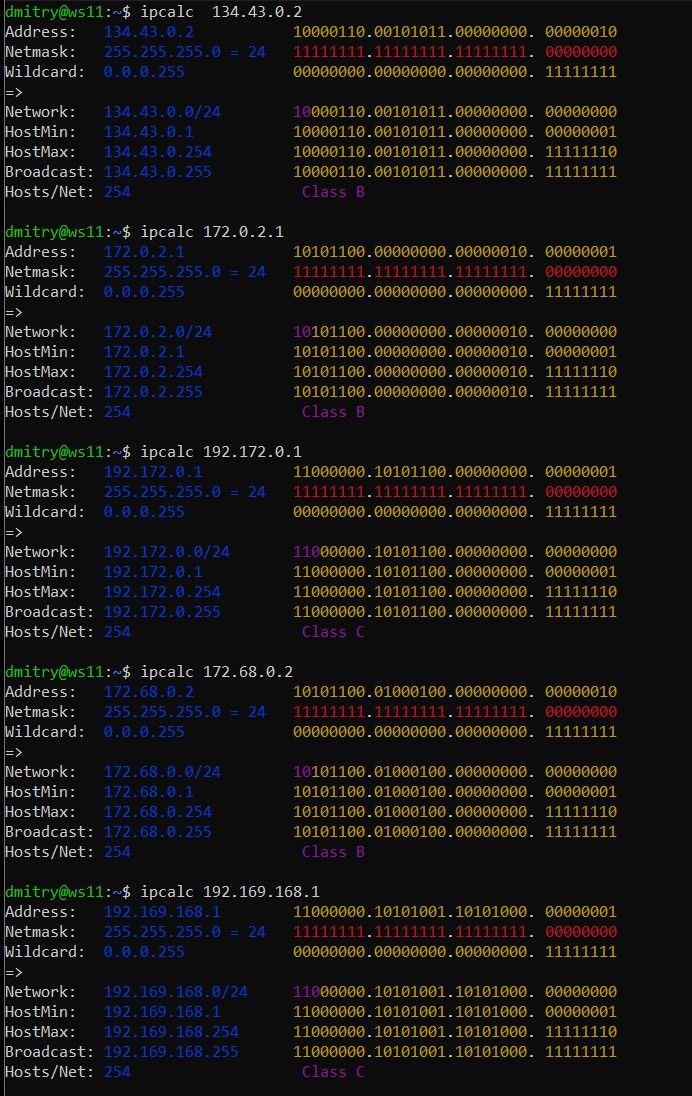 dmitry@ws11:~$ ipcalc  134.43.0.2
Address:   134.43.0.2           10000110.00101011.00000000. 00000010
Netmask:   255.255.255.0 = 24   11111111.11111111.11111111. 00000000
Wildcard:  0.0.0.255            00000000.00000000.00000000. 11111111
=>
Network:   134.43.0.0/24        10000110.00101011.00000000. 00000000
HostMin:   134.43.0.1           10000110.00101011.00000000. 00000001
HostMax:   134.43.0.254         10000110.00101011.00000000. 11111110
Broadcast: 134.43.0.255         10000110.00101011.00000000. 11111111
Hosts/Net: 254                   Class B

dmitry@ws11:~$ ipcalc 172.0.2.1
Address:   172.0.2.1            10101100.00000000.00000010. 00000001
Netmask:   255.255.255.0 = 24   11111111.11111111.11111111. 00000000
Wildcard:  0.0.0.255            00000000.00000000.00000000. 11111111
=>
Network:   172.0.2.0/24         10101100.00000000.00000010. 00000000
HostMin:   172.0.2.1            10101100.00000000.00000010. 00000001
HostMax:   172.0.2.254          10101100.00000000.00000010. 11111110
Broadcast: 172.0.2.255          10101100.00000000.00000010. 11111111
Hosts/Net: 254                   Class B

dmitry@ws11:~$ ipcalc 192.172.0.1
Address:   192.172.0.1          11000000.10101100.00000000. 00000001
Netmask:   255.255.255.0 = 24   11111111.11111111.11111111. 00000000
Wildcard:  0.0.0.255            00000000.00000000.00000000. 11111111
=>
Network:   192.172.0.0/24       11000000.10101100.00000000. 00000000
HostMin:   192.172.0.1          11000000.10101100.00000000. 00000001
HostMax:   192.172.0.254        11000000.10101100.00000000. 11111110
Broadcast: 192.172.0.255        11000000.10101100.00000000. 11111111
Hosts/Net: 254                   Class C

dmitry@ws11:~$ ipcalc 172.68.0.2
Address:   172.68.0.2           10101100.01000100.00000000. 00000010
Netmask:   255.255.255.0 = 24   11111111.11111111.11111111. 00000000
Wildcard:  0.0.0.255            00000000.00000000.00000000. 11111111
=>
Network:   172.68.0.0/24        10101100.01000100.00000000. 00000000
HostMin:   172.68.0.1           10101100.01000100.00000000. 00000001
HostMax:   172.68.0.254         10101100.01000100.00000000. 11111110
Broadcast: 172.68.0.255         10101100.01000100.00000000. 11111111
Hosts/Net: 254                   Class B

dmitry@ws11:~$ ipcalc 192.169.168.1
Address:   192.169.168.1        11000000.10101001.10101000. 00000001
Netmask:   255.255.255.0 = 24   11111111.11111111.11111111. 00000000
Wildcard:  0.0.0.255            00000000.00000000.00000000. 11111111
=>
Network:   192.169.168.0/24     11000000.10101001.10101000. 00000000
HostMin:   192.169.168.1        11000000.10101001.10101000. 00000001
HostMax:   192.169.168.254      11000000.10101001.10101000. 11111110
Broadcast: 192.169.168.255      11000000.10101001.10101000. 11111111
Hosts/Net: 254                   Class C